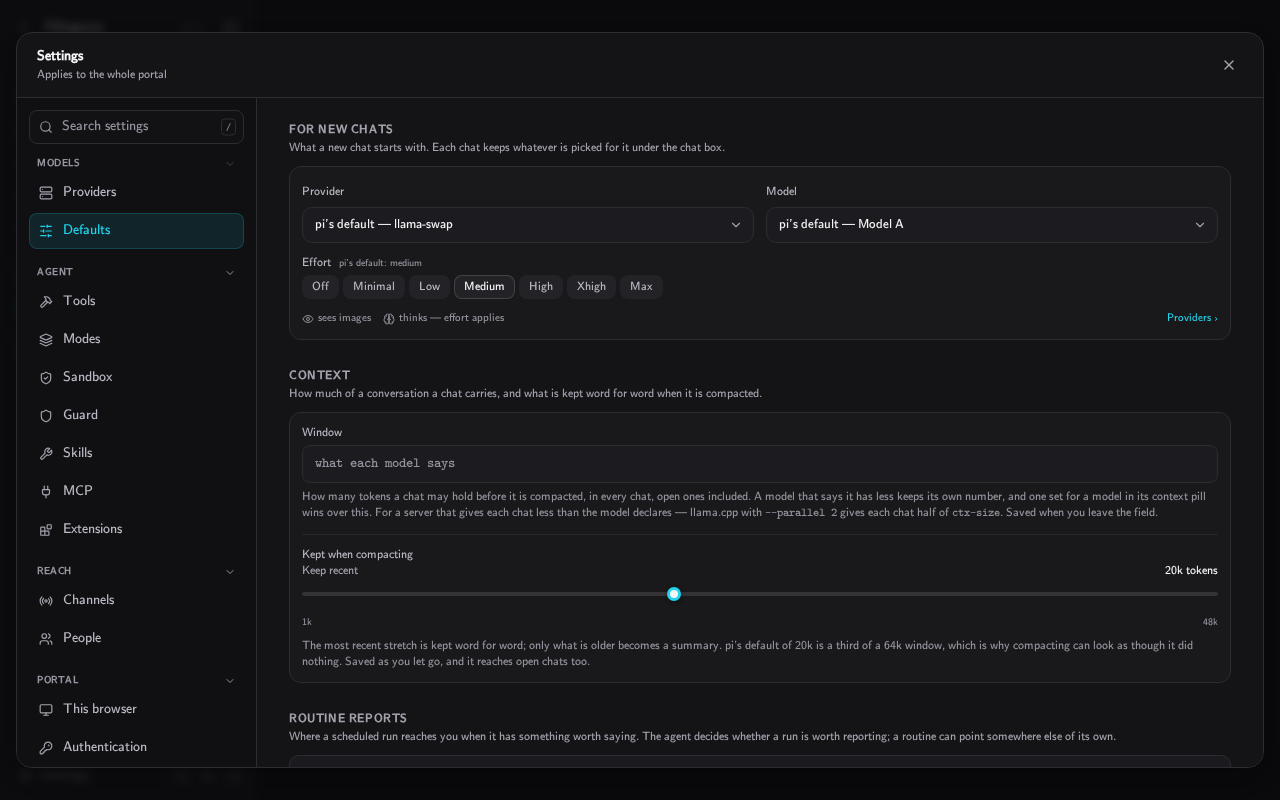 Settings
Applies to the whole portal
Search settings /
MODELS
Providers
Defaults
AGENT
Tools
Modes
Sandbox
Guard
Skills
MCP
Extensions
REACH
Channels
People
PORTAL
This browser
Authentication
FOR NEW CHATS
What a new chat starts with. Each chat keeps whatever is picked for it under the chat box.
Provider
Model
pi's default — llama-swap
pi's default — Model A
Effort pi's default: medium
Off Minimal Low Medium High Xhigh Max
sees images thinks — effort applies
Providers ›
CONTEXT
How much of a conversation a chat carries, and what is kept word for word when it is compacted.
Window
what each model says
How many tokens a chat may hold before it is compacted, in every chat, open ones included. A model that says it has less keeps its own number, and one set for a model in its context pill
wins over this. For a server that gives each chat less than the model declares — llama.cpp with --parallel 2 gives each chat half of ctx-size. Saved when you leave the field.
Kept when compacting
Keep recent
20k tokens
1k
48k
The most recent stretch is kept word for word; only what is older becomes a summary. pi's default of 20k is a third of a 64k window, which is why compacting can look as though it did
nothing. Saved as you let go, and it reaches open chats too.
ROUTINE REPORTS
Where a scheduled run reaches you when it has something worth saying. The agent decides whether a run is worth reporting; a routine can point somewhere else of its own.